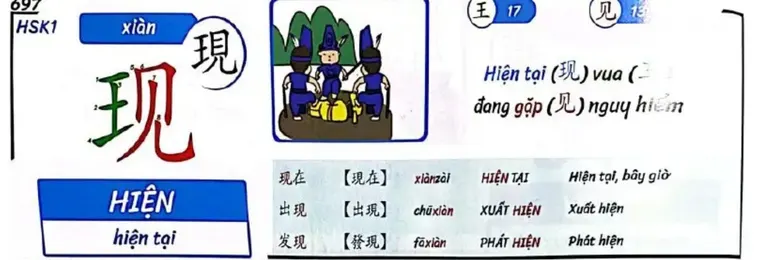 697
HSK1
xiàn
现
現
HIỆN
hiện tại
王 17
见
Hiện tại (现) vua (
đang gặp (见) nguy hiểm
现在 【現在】 xiànzài HIỆN TẠI Hiện tại, bây giờ
出现 【出現】 chūxiàn XUẤT HIỆN Xuất hiện
发现 【發現】 fāxiàn PHÁT HIỆN Phát hiện